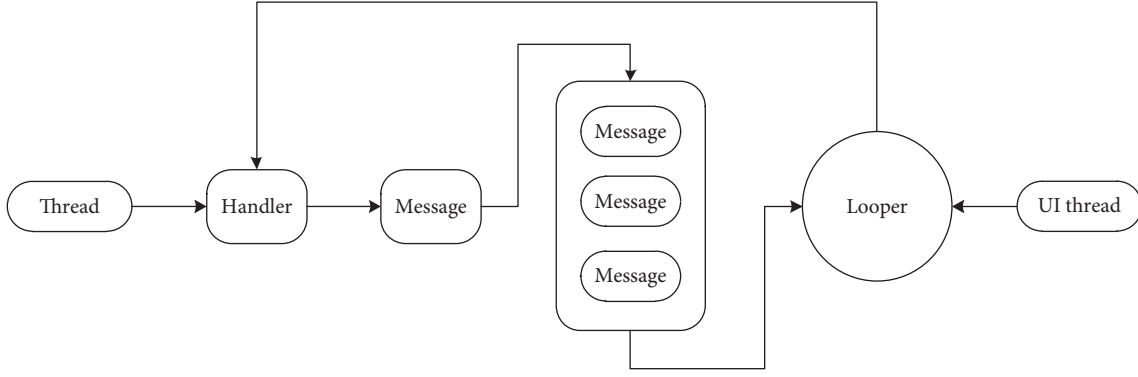 Thread
Handler
Message
Message
Message
Message
Looper
UI thread